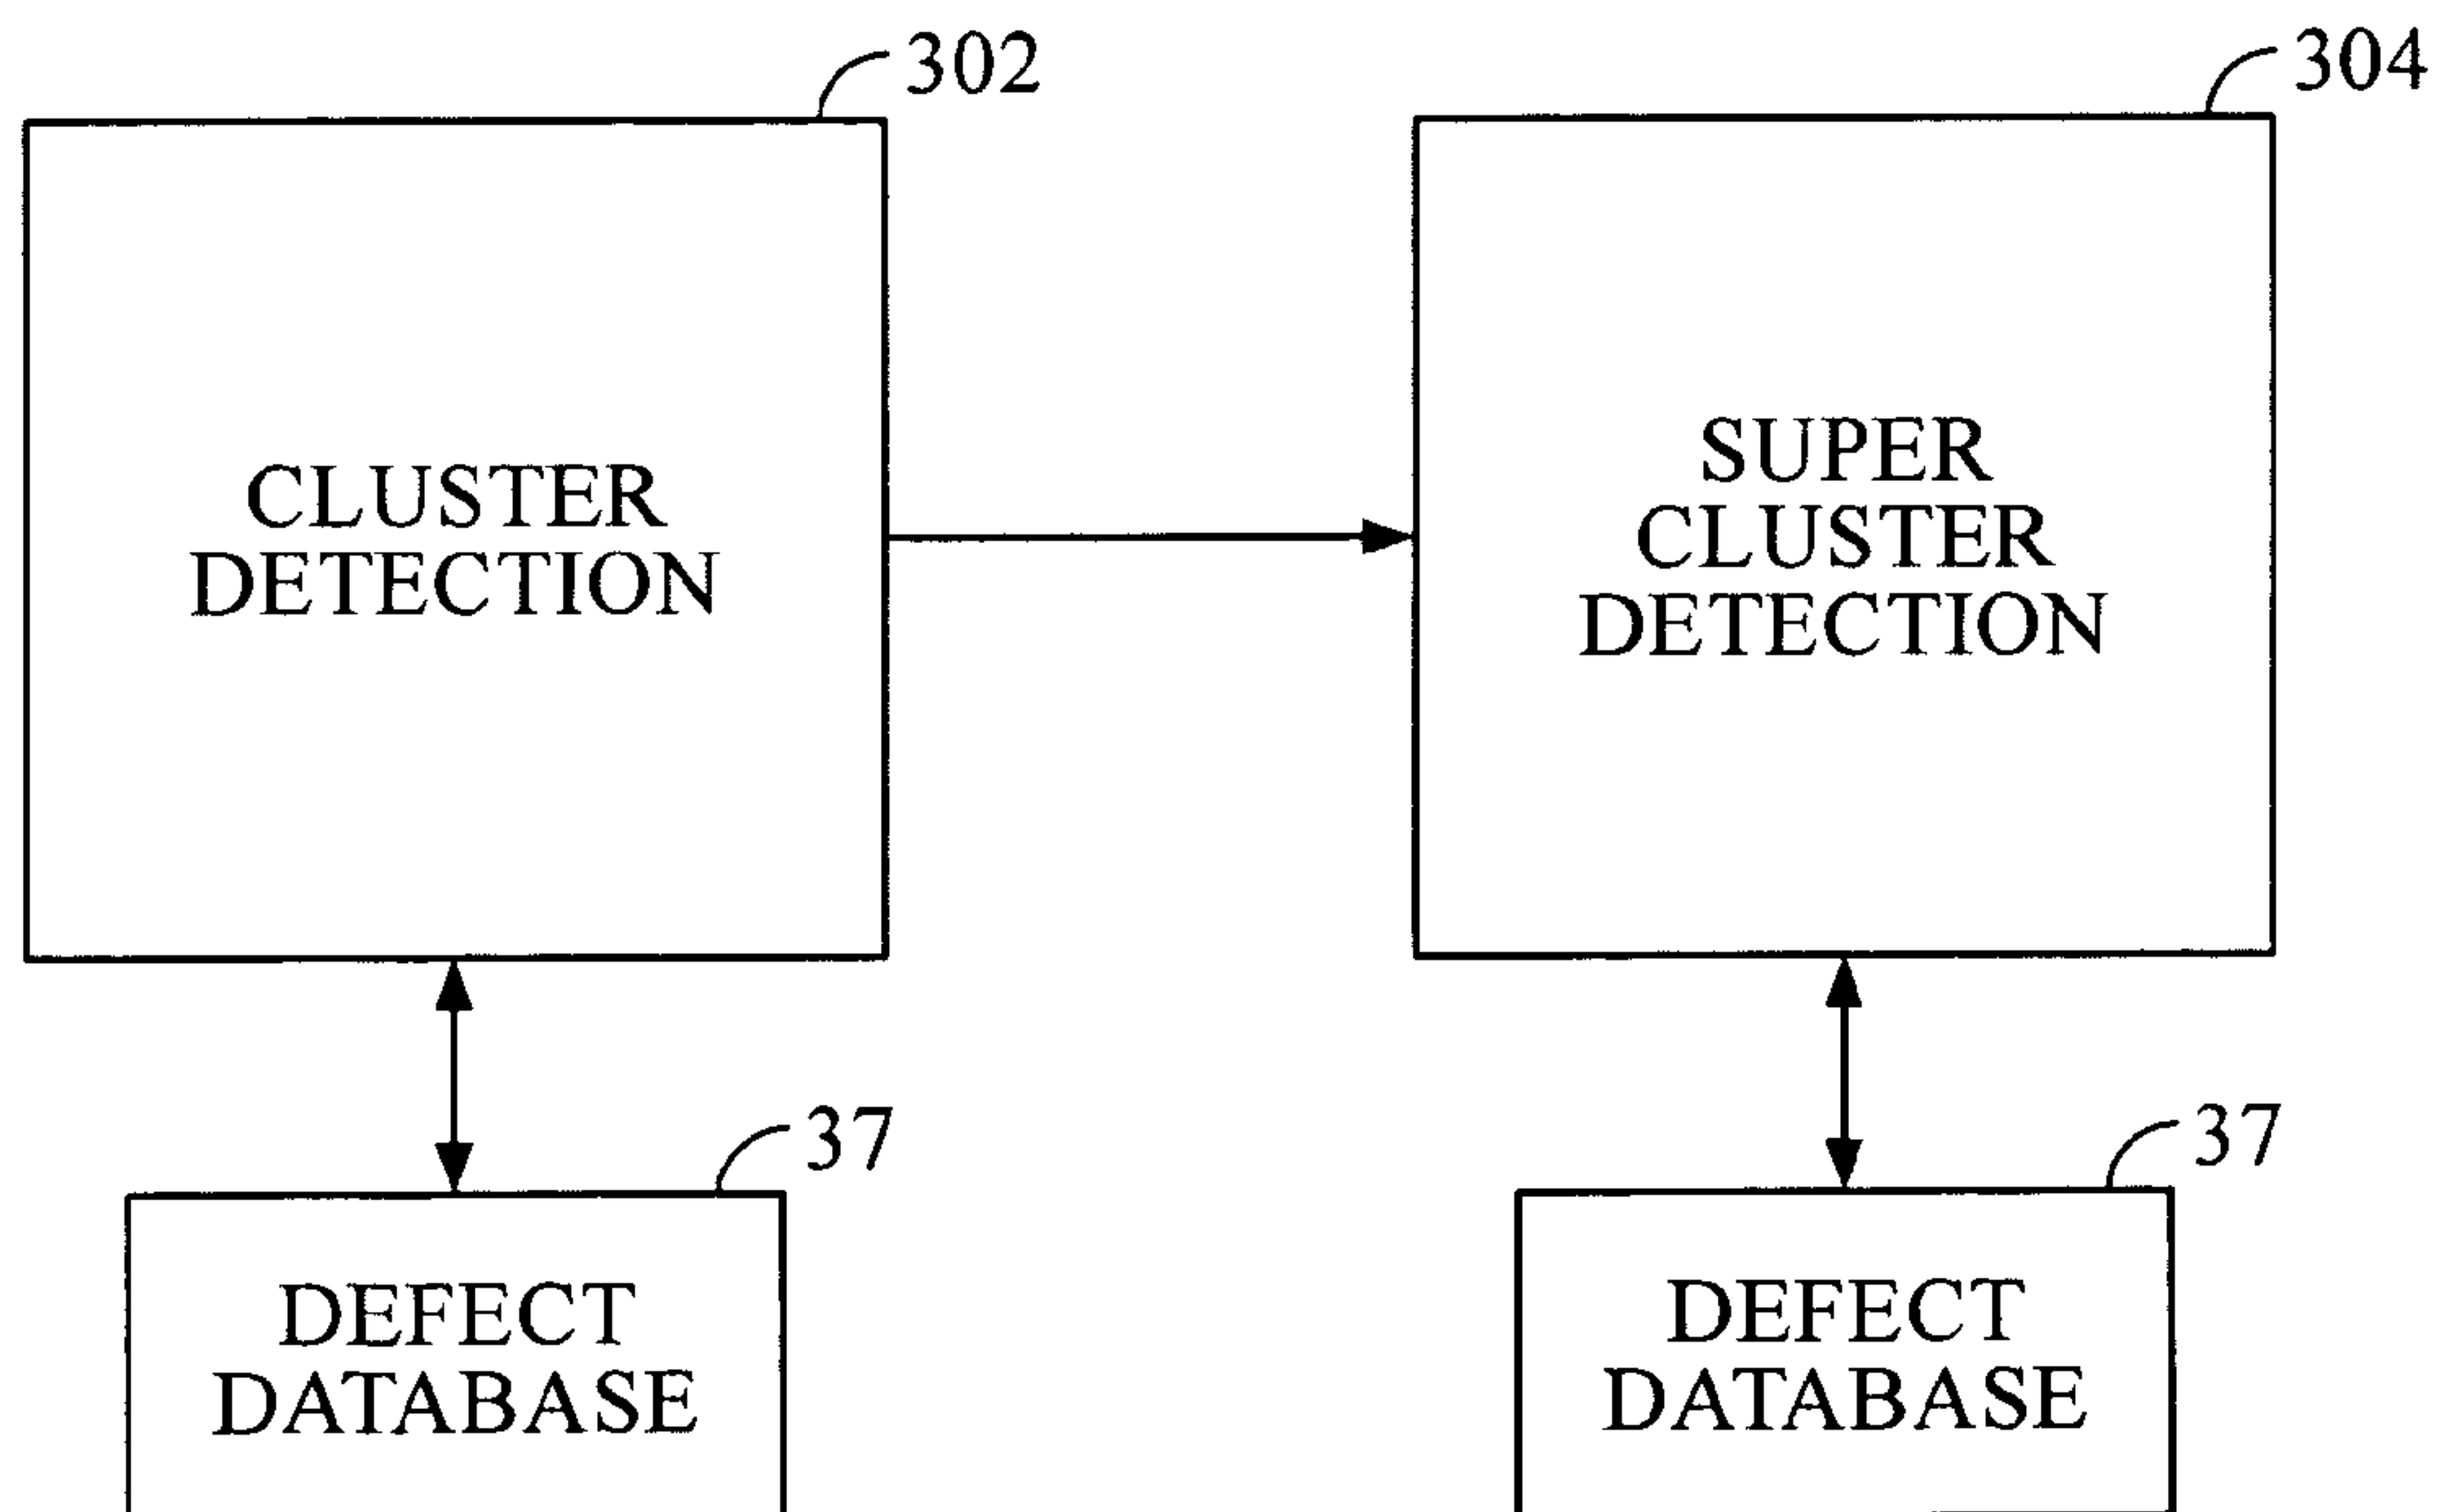 302
304
CLUSTER
DETECTION
SUPER
CLUSTER
DETECTION
37
37
DEFECT
DATABASE
DEFECT
DATABASE